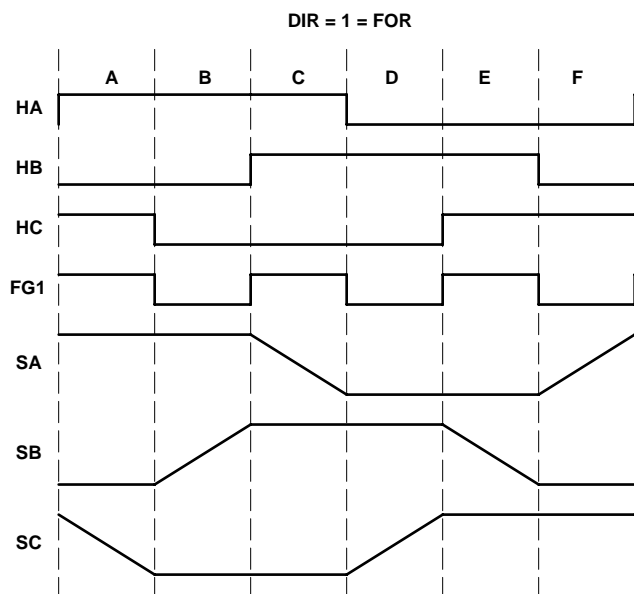 DIR = 1 = FOR
A B C D E F
HA
HB
HC
FG1
SA
SB
SC